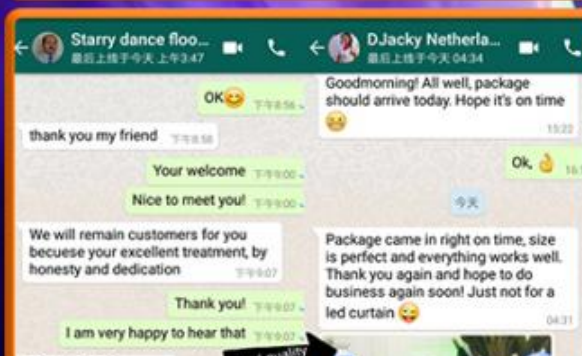 Starry dance floo...
最后上线于今天 上午3:47
OK😊
下午8:56
thank you my friend
下午8:58
Your welcome
下午9:00
Nice to meet you!
下午9:00
We will remain customers for you
becuese your excellent treatment, by
honesty and dedication
下午9:07
Thank you!
下午9:07
I am very happy to hear that
下午9:07
quality
DJacky Netherla...
最后上线于今天 04:34
Goodmorning! All well, package
should arrive today. Hope it's on time
😁
15:22
Ok, 👌
今天
Package came in right on time, size
is perfect and everything works well.
Thank you again and hope to do
business again soon! Just not for a
led curtain 😜
04:31